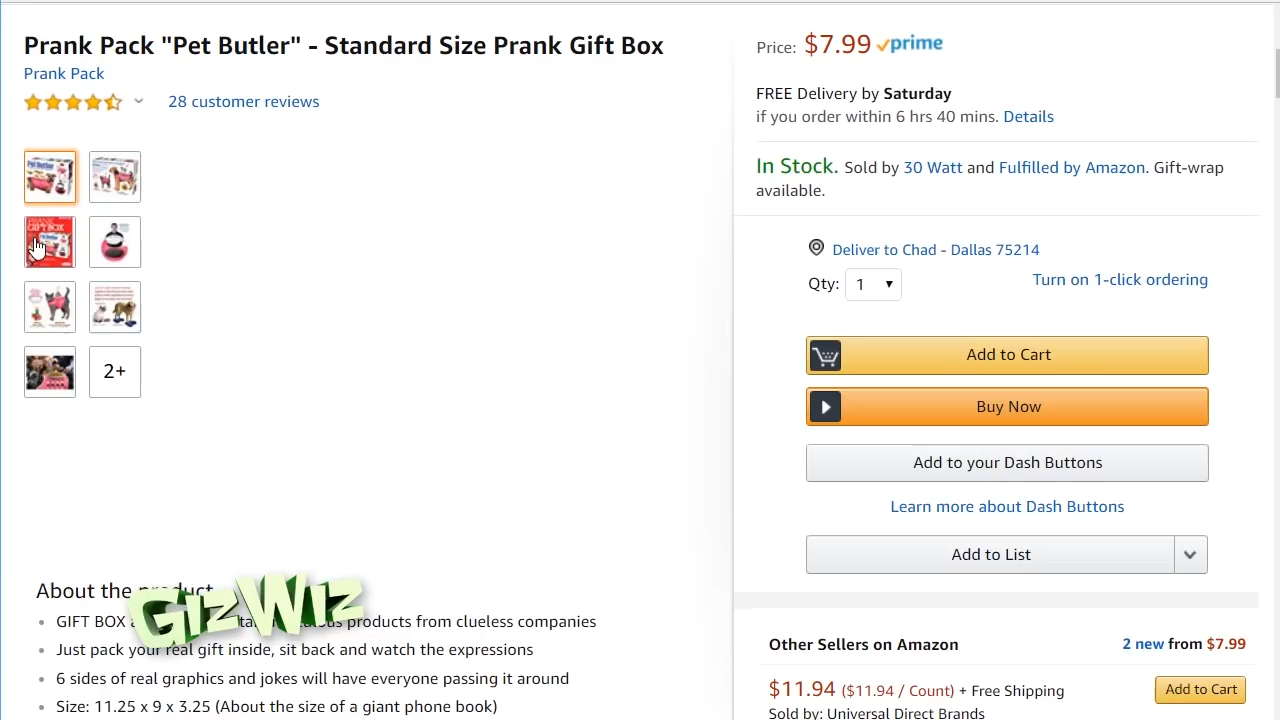 Prank Pack "Pet Butler" - Standard Size Prank Gift Box
Prank Pack
28 customer reviews
Pet Butler
PRANK
GIFT BOX
2+
About the product
GIFT BOX products from clueless companies
Just pack your real gift inside, sit back and watch the expressions
6 sides of real graphics and jokes will have everyone passing it around
Size: 11.25 x 9 x 3.25 (About the size of a giant phone book)
GizWiz
Price: $7.99 prime
FREE Delivery by Saturday
if you order within 6 hrs 40 mins. Details
In Stock. Sold by 30 Watt and Fulfilled by Amazon. Gift-wrap
available.
Deliver to Chad - Dallas 75214
Qty: 1
Turn on 1-click ordering
Add to Cart
Buy Now
Add to your Dash Buttons
Learn more about Dash Buttons
Add to List
Other Sellers on Amazon
2 new from $7.99
$11.94 ($11.94 / Count) + Free Shipping
Add to Cart
Sold by: Universal Direct Brands